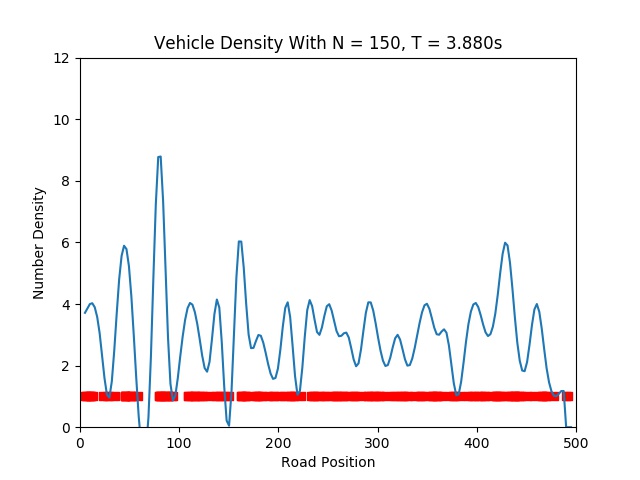 Vehicle Density With N = 150, T = 3.880s
12
10
8
6
4
2
0
Number Density
0 100 200 300 400 500
Road Position